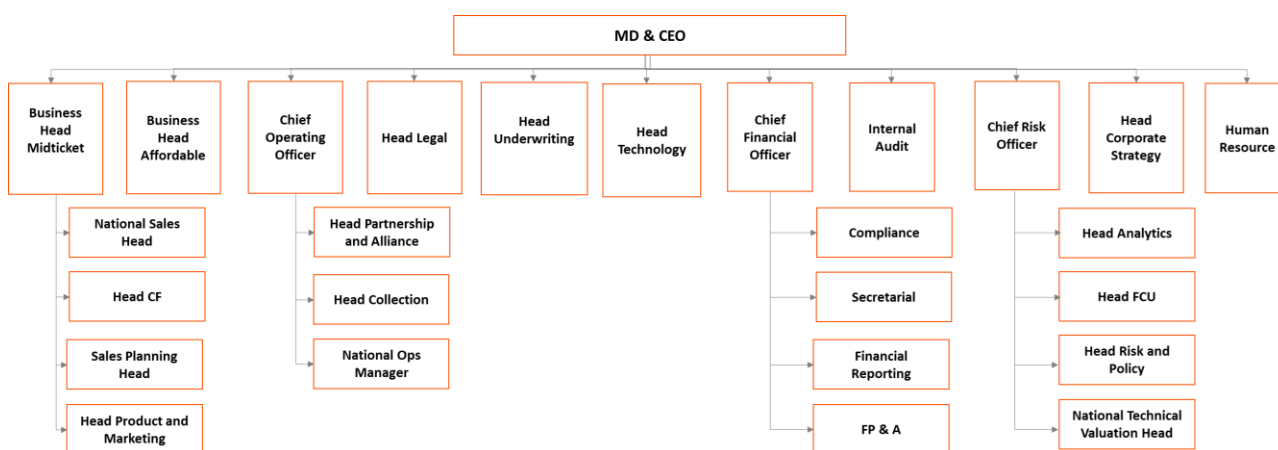 MD & CEO
Business
Head
Midticket
Business
Head
Affordable
Chief
Operating
Officer
Head Legal
Head
Underwriting
Head
Technology
Chief
Financial
Officer
Internal
Audit
Chief Risk
Officer
Head
Corporate
Strategy
Human
Resource
National Sales
Head
Head CF
Sales Planning
Head
Head Product and
Marketing
Head Partnership
and Alliance
Head Collection
National Ops
Manager
Compliance
Secretarial
Financial
Reporting
FP & A
Head Analytics
Head FCU
Head Risk and
Policy
National Technical
Valuation Head